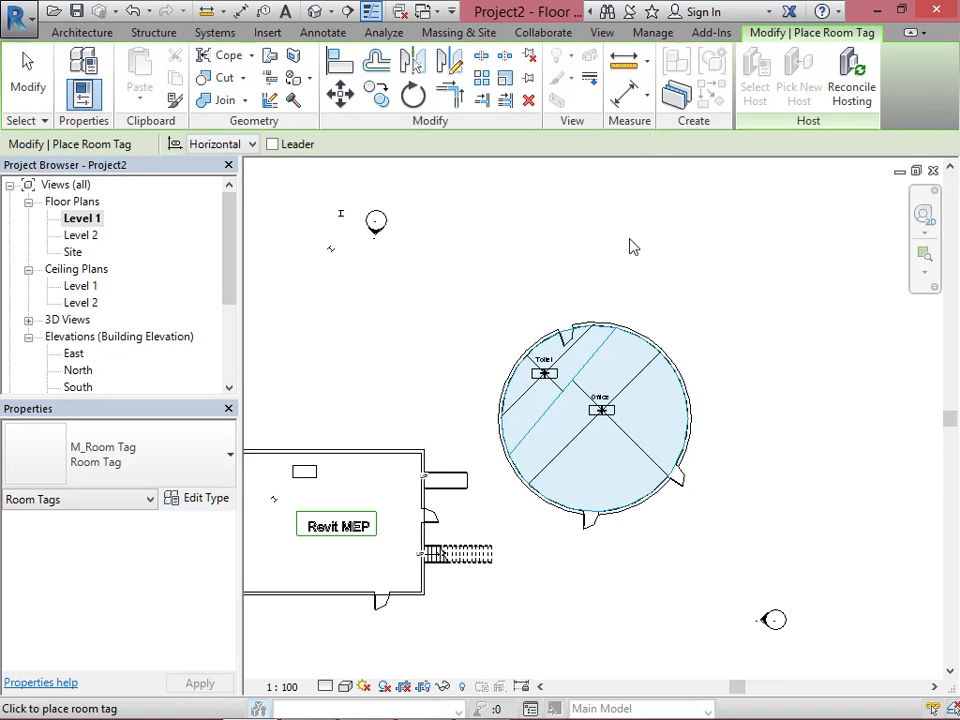 Project2 - Floor ...
Sign In
Architecture Structure Systems Insert Annotate Analyze Massing & Site Collaborate View Manage Add-Ins Modify | Place Room Tag
Modify
Paste
Cope
Cut
Join
Select Host
Pick New Host
Reconcile Hosting
Select Properties Clipboard Geometry Modify View Measure Create Host
Modify | Place Room Tag Horizontal Leader
Project Browser - Project2
Views (all)
Floor Plans
Level 1
Level 2
Site
Ceiling Plans
Level 1
Level 2
3D Views
Elevations (Building Elevation)
East
North
South
Properties
M_Room Tag
Room Tag
Room Tags
Edit Type
Properties help
Apply
Toilet
Office
UP
Revit MEP
UP
2D
1 : 100
Click to place room tag
:0
Main Model